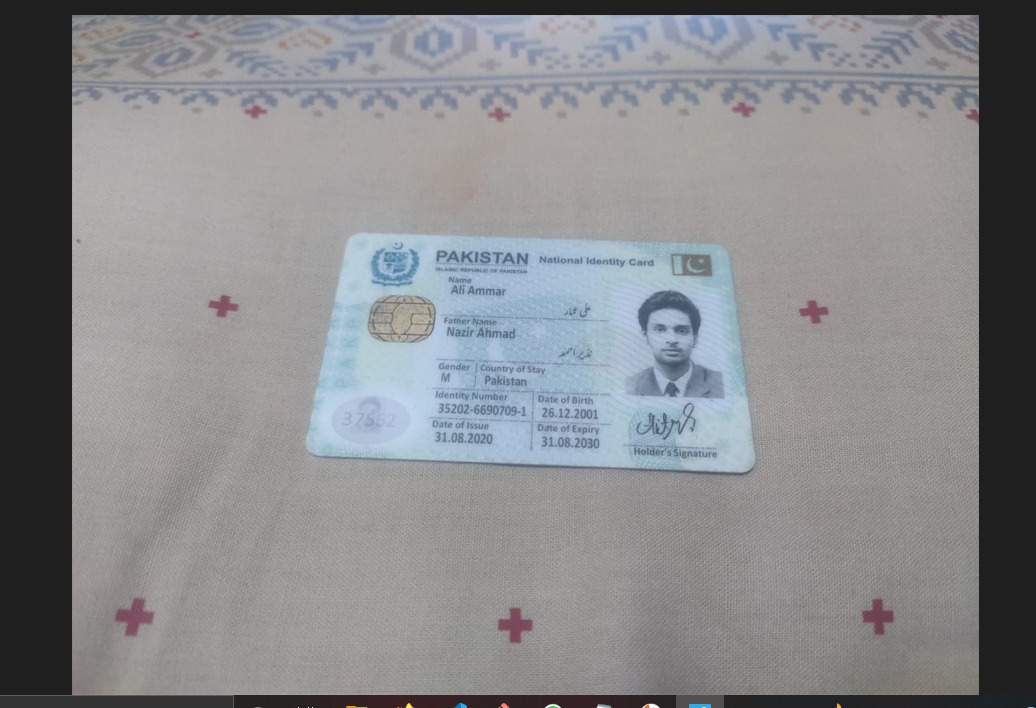 PAKISTAN National Identity Card
ISLAMIC REPUBLIC OF PAKISTAN
Name
Ali Ammar
علی عمار
Father Name
Nazir Ahmad
نذیر احمد
Gender Country of Stay
M Pakistan
Identity Number Date of Birth
35202-6690709-1 26.12.2001
Date of Issue Date of Expiry
31.08.2020 31.08.2030
37552
Holder's Signature